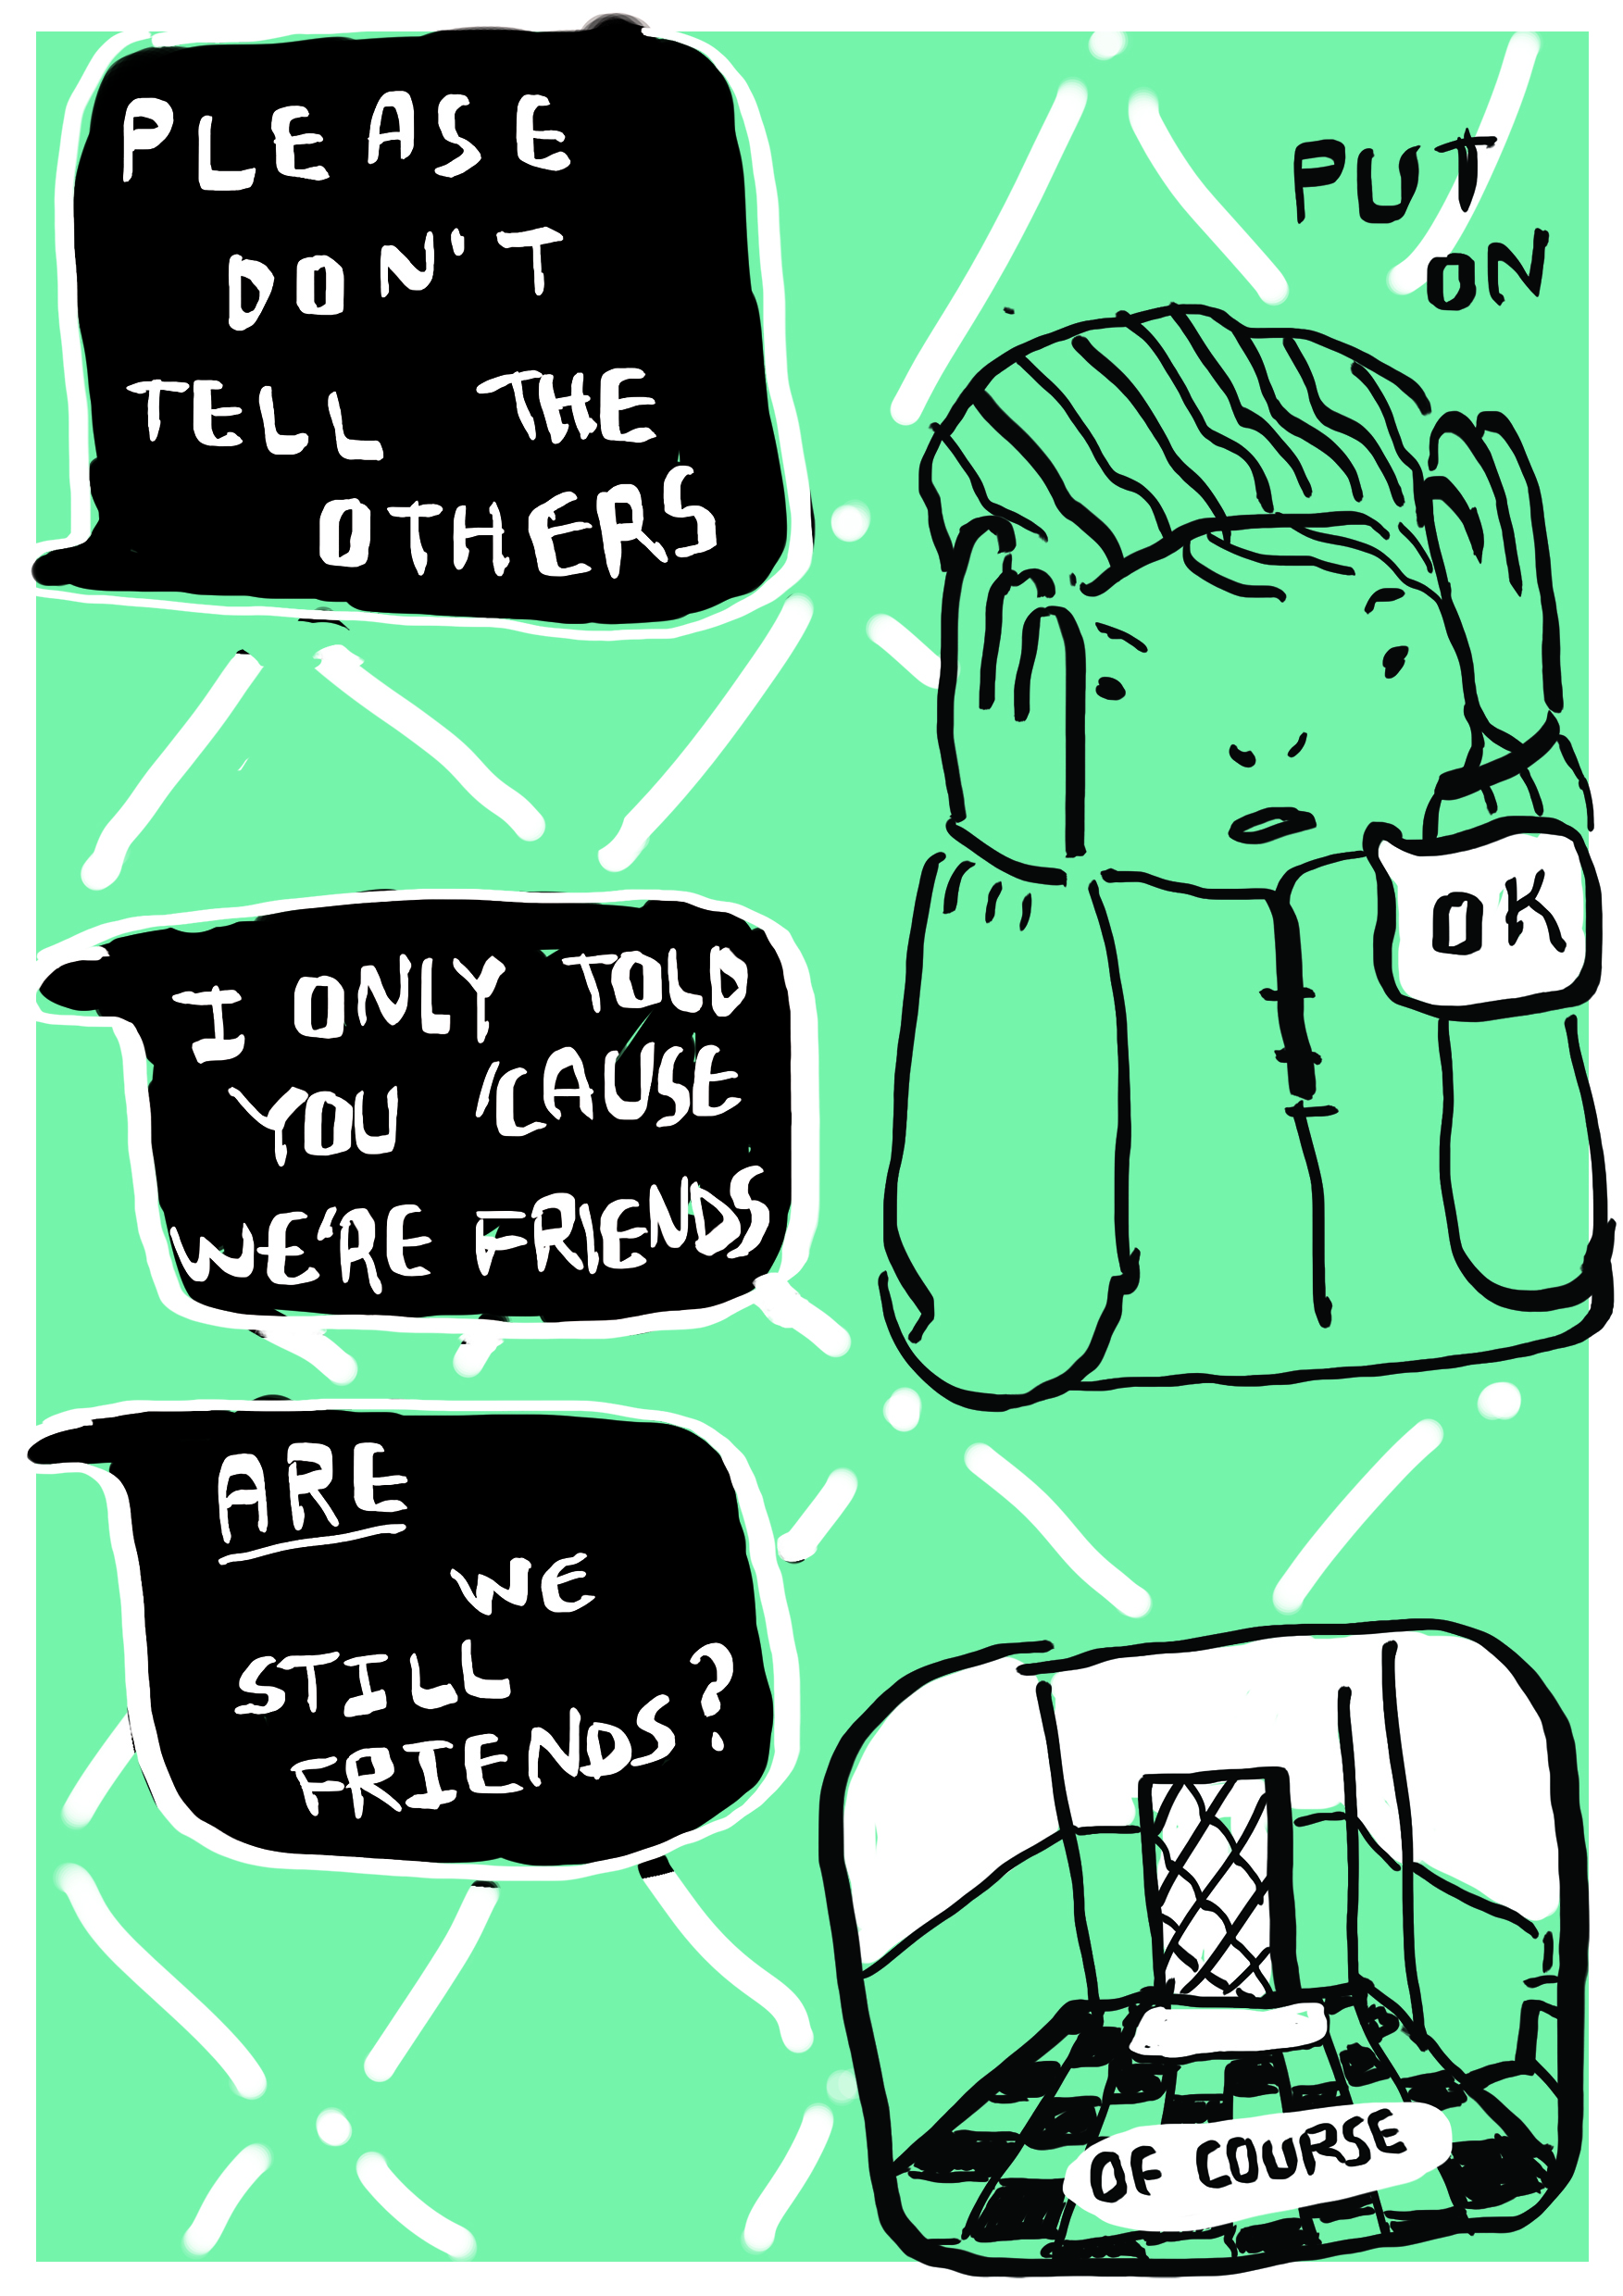 PLEASE
DON'T
TELL THE
OTHERS
PUT
ON
I ONLY TOLD
YOU 'CAUSE
WE'RE FRIENDS
OK
ARE
WE
STILL
FRIENDS?
OF COURSE